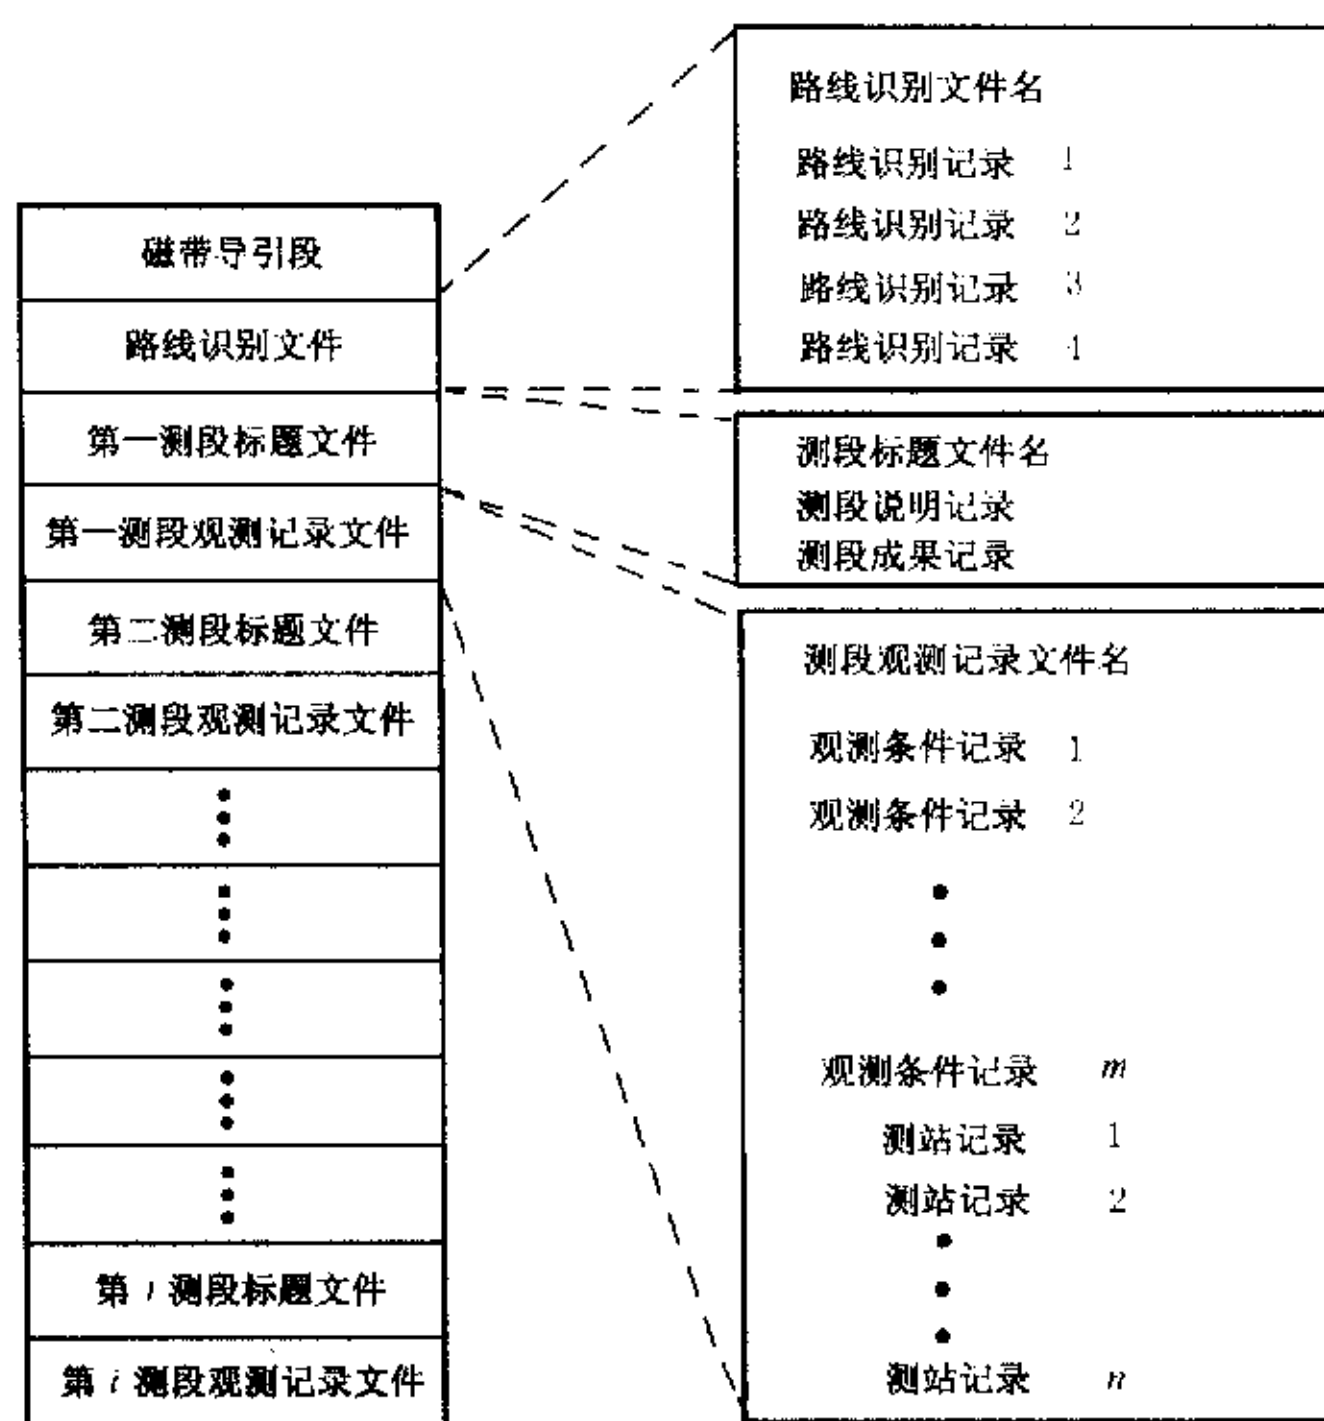 磁带导引段
路线识别文件
第一测段标题文件
第一测段观测记录文件
第二测段标题文件
第二测段观测记录文件
第 i 测段标题文件
第 i 测段观测记录文件
路线识别文件名
路线识别记录 1
路线识别记录 2
路线识别记录 3
路线识别记录 4
测段标题文件名
测段说明记录
测段成果记录
测段观测记录文件名
观测条件记录 1
观测条件记录 2
观测条件记录 m
测站记录 1
测站记录 2
测站记录 n